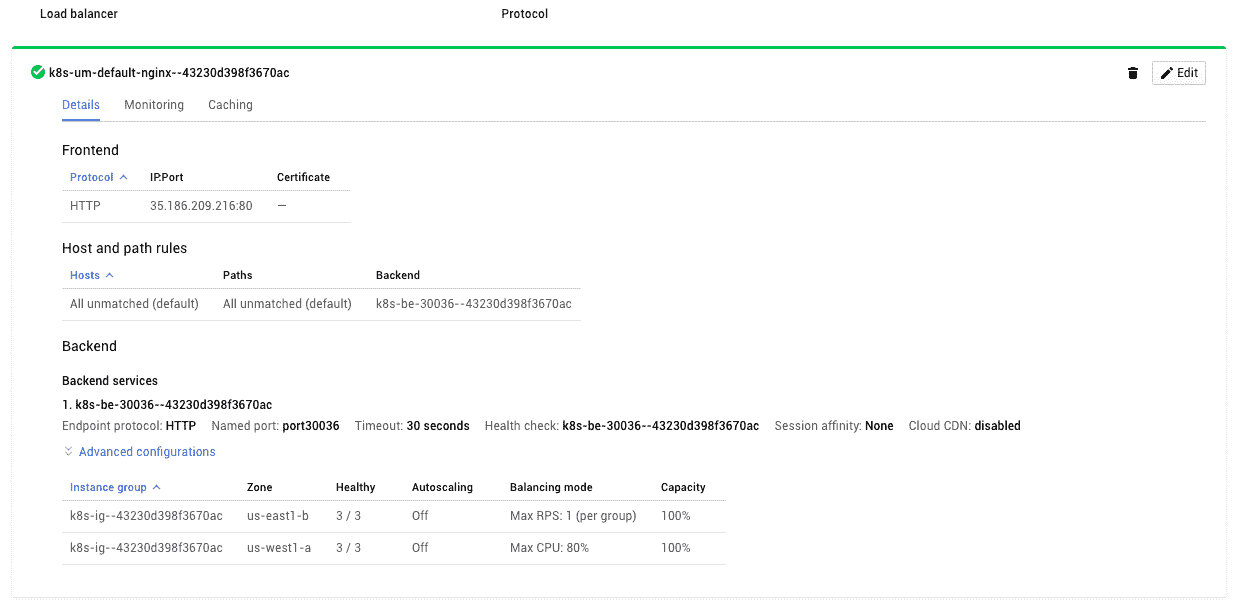 Load balancer Protocol
k8s-um-default-nginx--43230d398f3670ac Edit
Details Monitoring Caching
Frontend
Protocol IP:Port Certificate
HTTP 35.186.209.216:80 —
Host and path rules
Hosts Paths Backend
All unmatched (default) All unmatched (default) k8s-be-30036--43230d398f3670ac
Backend
Backend services
1. k8s-be-30036--43230d398f3670ac
Endpoint protocol: HTTP Named port: port30036 Timeout: 30 seconds Health check: k8s-be-30036--43230d398f3670ac Session affinity: None Cloud CDN: disabled
Advanced configurations
Instance group Zone Healthy Autoscaling Balancing mode Capacity
k8s-ig--43230d398f3670ac us-east1-b 3 / 3 Off Max RPS: 1 (per group) 100%
k8s-ig--43230d398f3670ac us-west1-a 3 / 3 Off Max CPU: 80% 100%